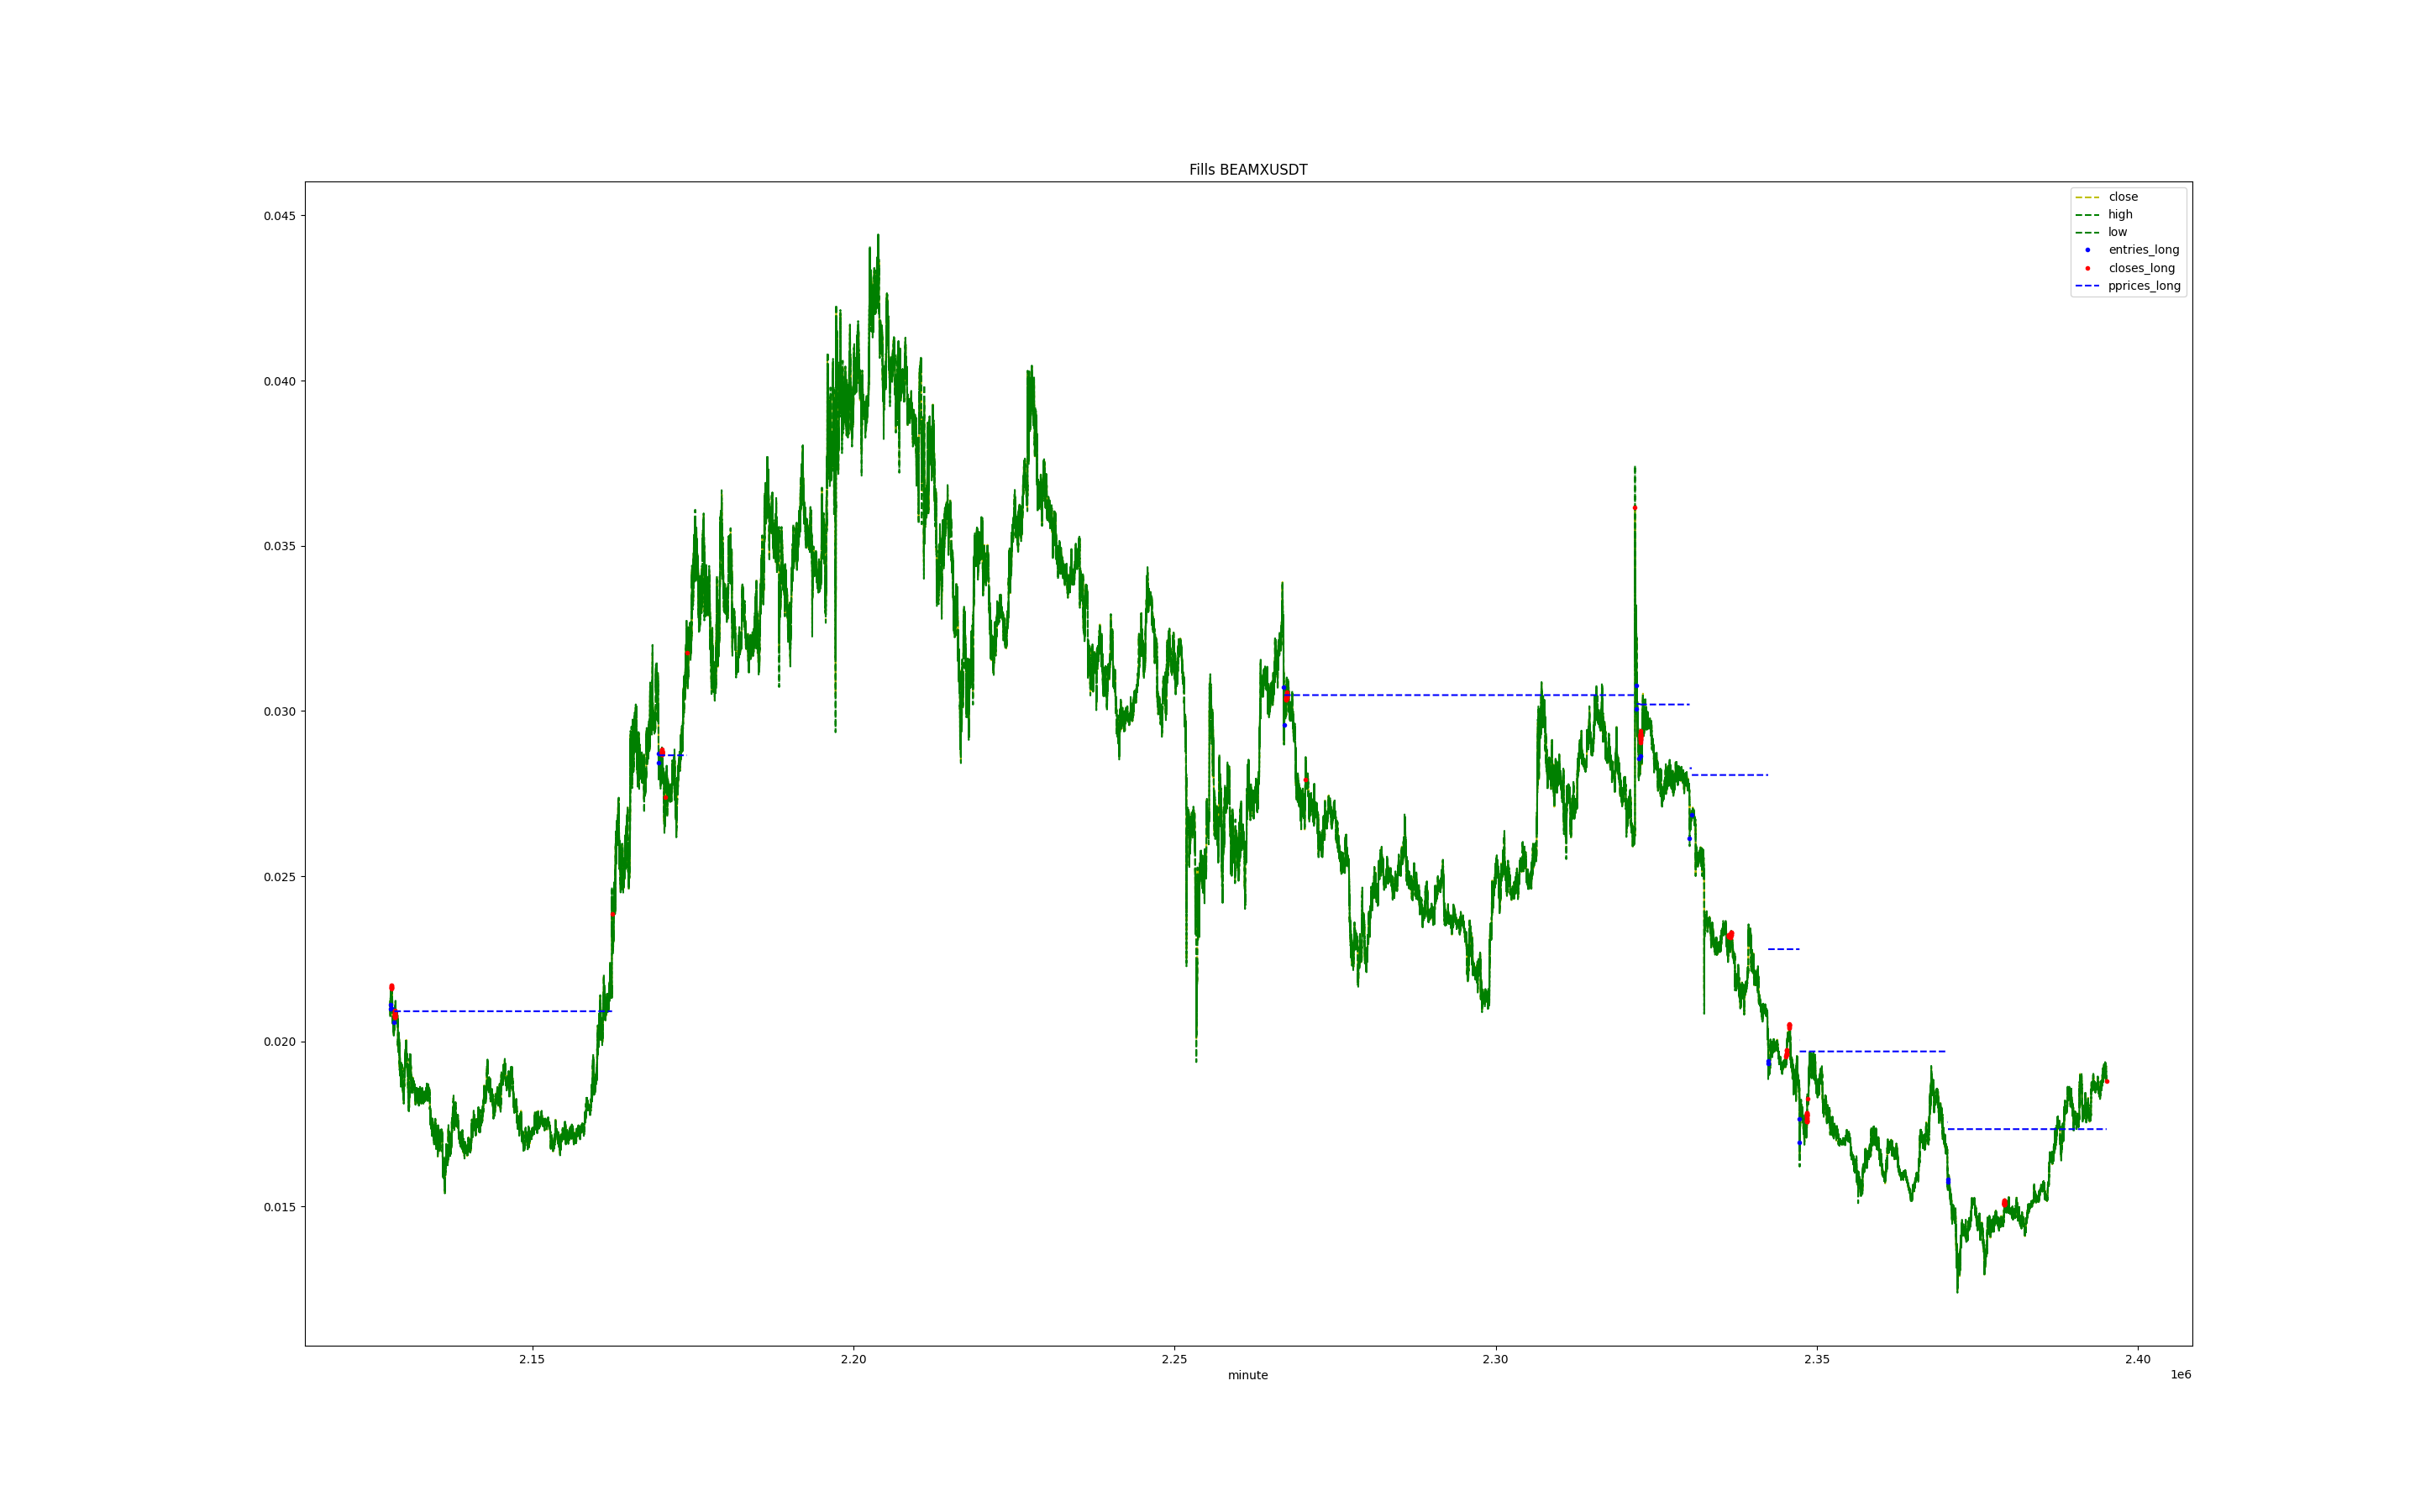 Fills BEAMXUSDT
close
high
low
entries_long
closes_long
pprices_long
0.045
0.040
0.035
0.030
0.025
0.020
0.015
2.15
2.20
2.25
2.30
2.35
2.40
minute
1e6